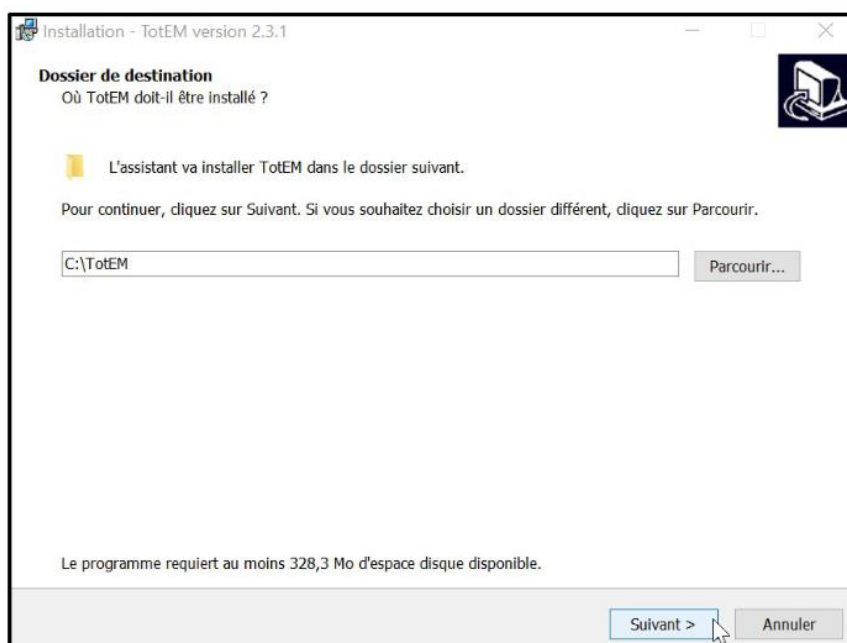 Installation - TotEM version 2.3.1
Dossier de destination
Où TotEM doit-il être installé ?
L'assistant va installer TotEM dans le dossier suivant.
Pour continuer, cliquez sur Suivant. Si vous souhaitez choisir un dossier différent, cliquez sur Parcourir.
C:\TotEM
Parcourir...
Le programme requiert au moins 328,3 Mo d'espace disque disponible.
Suivant >
Annuler